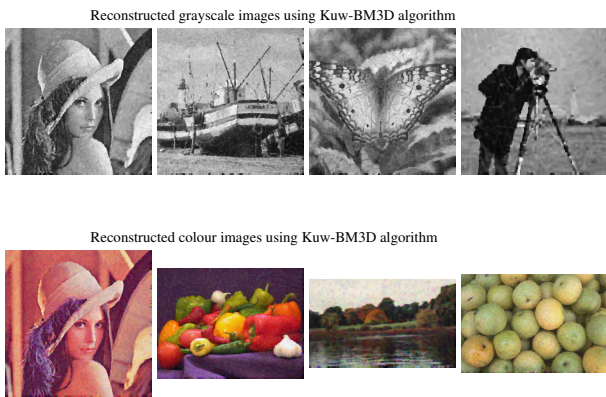 Reconstructed grayscale images using Kuw-BM3D algorithm
Reconstructed colour images using Kuw-BM3D algorithm